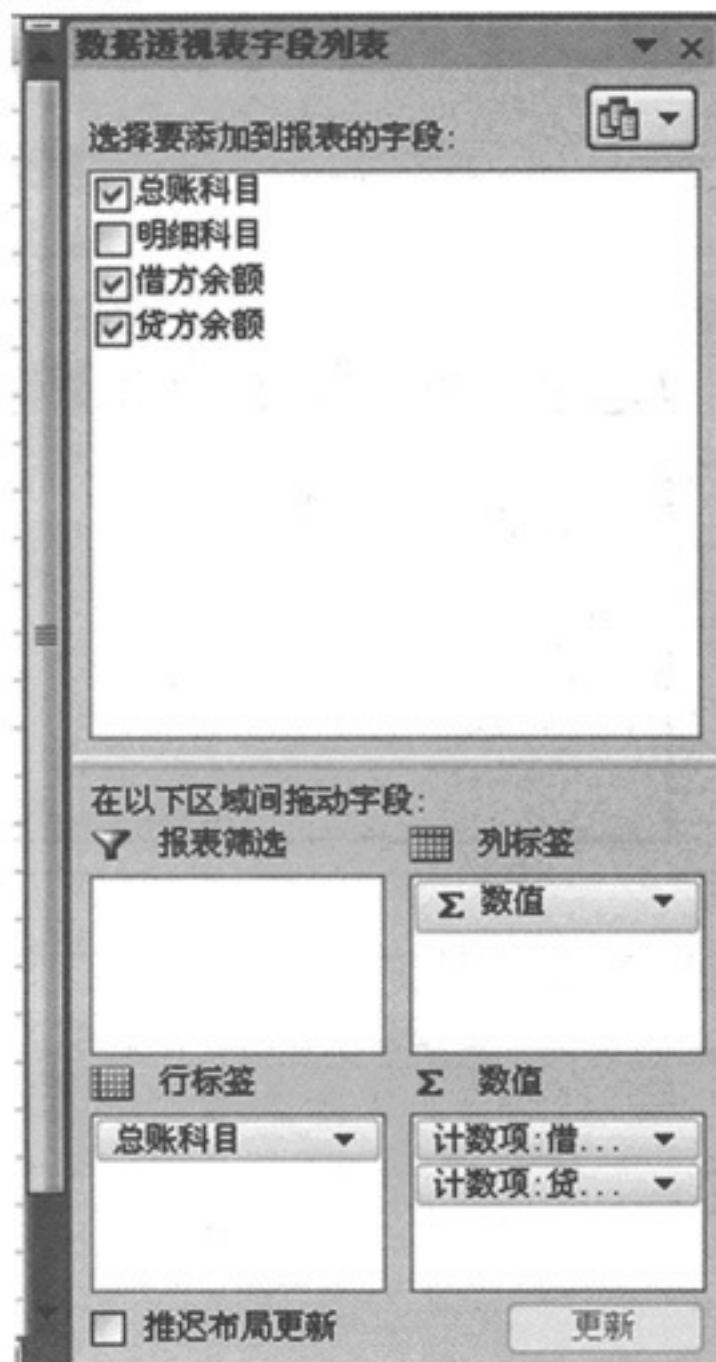 数据透视表字段列表
选择要添加到报表的字段:
总账科目
明细科目
借方余额
贷方余额
在以下区域间拖动字段:
报表筛选
列标签
Σ 数值
行标签
Σ 数值
总账科目
计数项:借...
计数项:贷...
推迟布局更新
更新